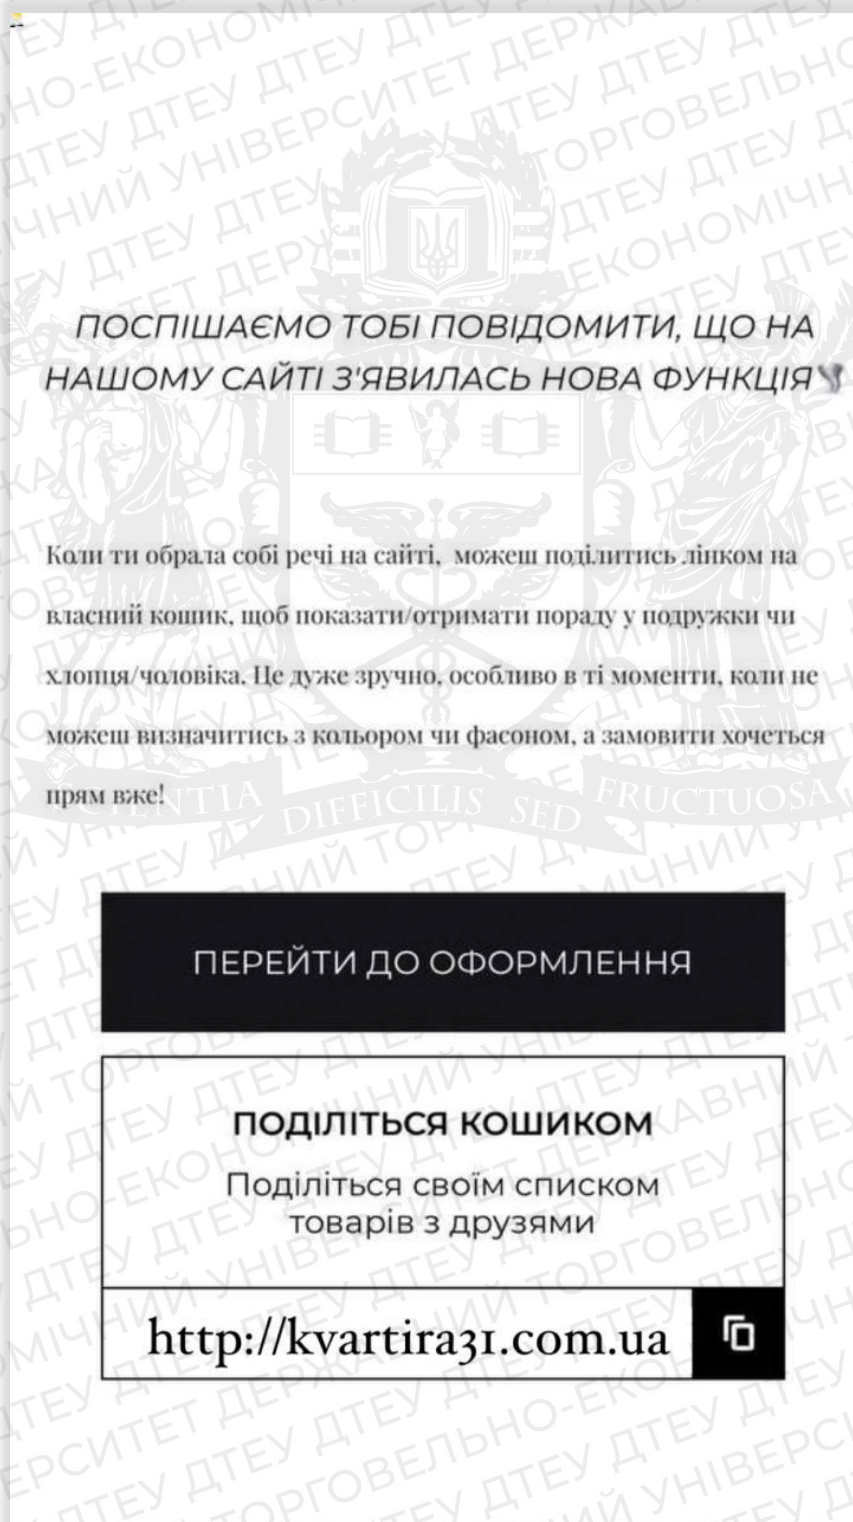 ПОСПІШАЄМО ТОБІ ПОВІДОМИТИ, ЩО НА
НАШОМУ САЙТІ З'ЯВИЛАСЬ НОВА ФУНКЦІЯ
Коли ти обрала собі речі на сайті, можеш поділитись лінком на
власний кошик, щоб показати/отримати пораду у подружки чи
хлопця/чоловіка. Це дуже зручно, особливо в ті моменти, коли не
можеш визначитись з кольором чи фасоном, а замовити хочеться
прям вже!
DIFFICILIS SED FRUCTUOSA
ПЕРЕЙТИ ДО ОФОРМЛЕННЯ
ПОДІЛІТЬСЯ КОШИКОМ
Поділіться своїм списком
товарів з друзями
http://kvartira31.com.ua